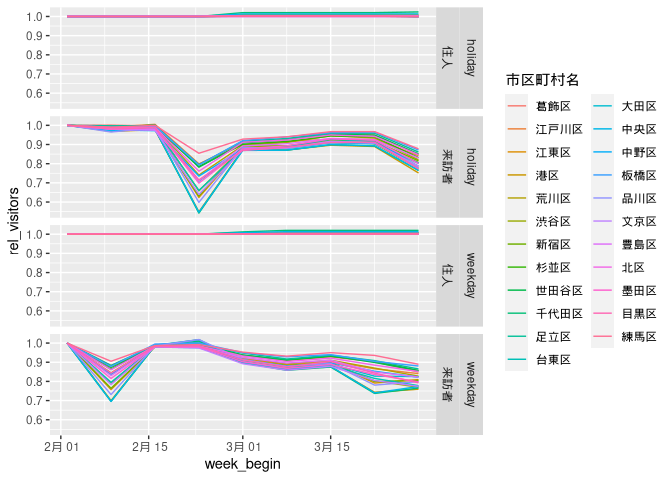 1.0
0.9
0.8
0.7
0.6
住人
holiday
1.0
0.9
0.8
0.7
0.6
来訪者
holiday
1.0
0.9
0.8
0.7
0.6
住人
weekday
1.0
0.9
0.8
0.7
0.6
来訪者
weekday
2月 01
2月 15
3月 01
3月 15
week_begin
rel_visitors
市区町村名
葛飾区
江戸川区
江東区
港区
荒川区
渋谷区
新宿区
杉並区
世田谷区
千代田区
足立区
台東区
大田区
中央区
中野区
板橋区
品川区
文京区
豊島区
北区
墨田区
目黒区
練馬区